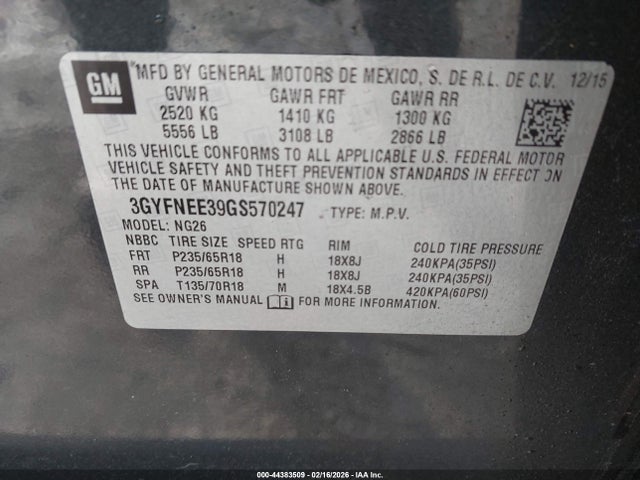 GM
MFD BY GENERAL MOTORS DE MEXICO, S. DE R.L. DE C.V. 12/15
GVWR GAWR FRT GAWR RR
2520 KG 1410 KG 1300 KG
5556 LB 3108 LB 2866 LB
THIS VEHICLE CONFORMS TO ALL APPLICABLE U.S. FEDERAL MOTOR
VEHICLE SAFETY AND THEFT PREVENTION STANDARDS IN EFFECT ON
THE DATE OF MANUFACTURE SHOWN ABOVE.
3GYFNEE39GS570247 TYPE: M.P.V.
MODEL: NG26
NBBC TIRE SIZE SPEED RTG RIM COLD TIRE PRESSURE
FRT P235/65R18 H 18X8J 240KPA(35PSI)
RR P235/65R18 H 18X8J 240KPA(35PSI)
SPA T135/70R18 M 18X4.5B 420KPA(60PSI)
SEE OWNER'S MANUAL FOR MORE INFORMATION.
000-44383509 - 02/16/2026 - IAAI, Inc.